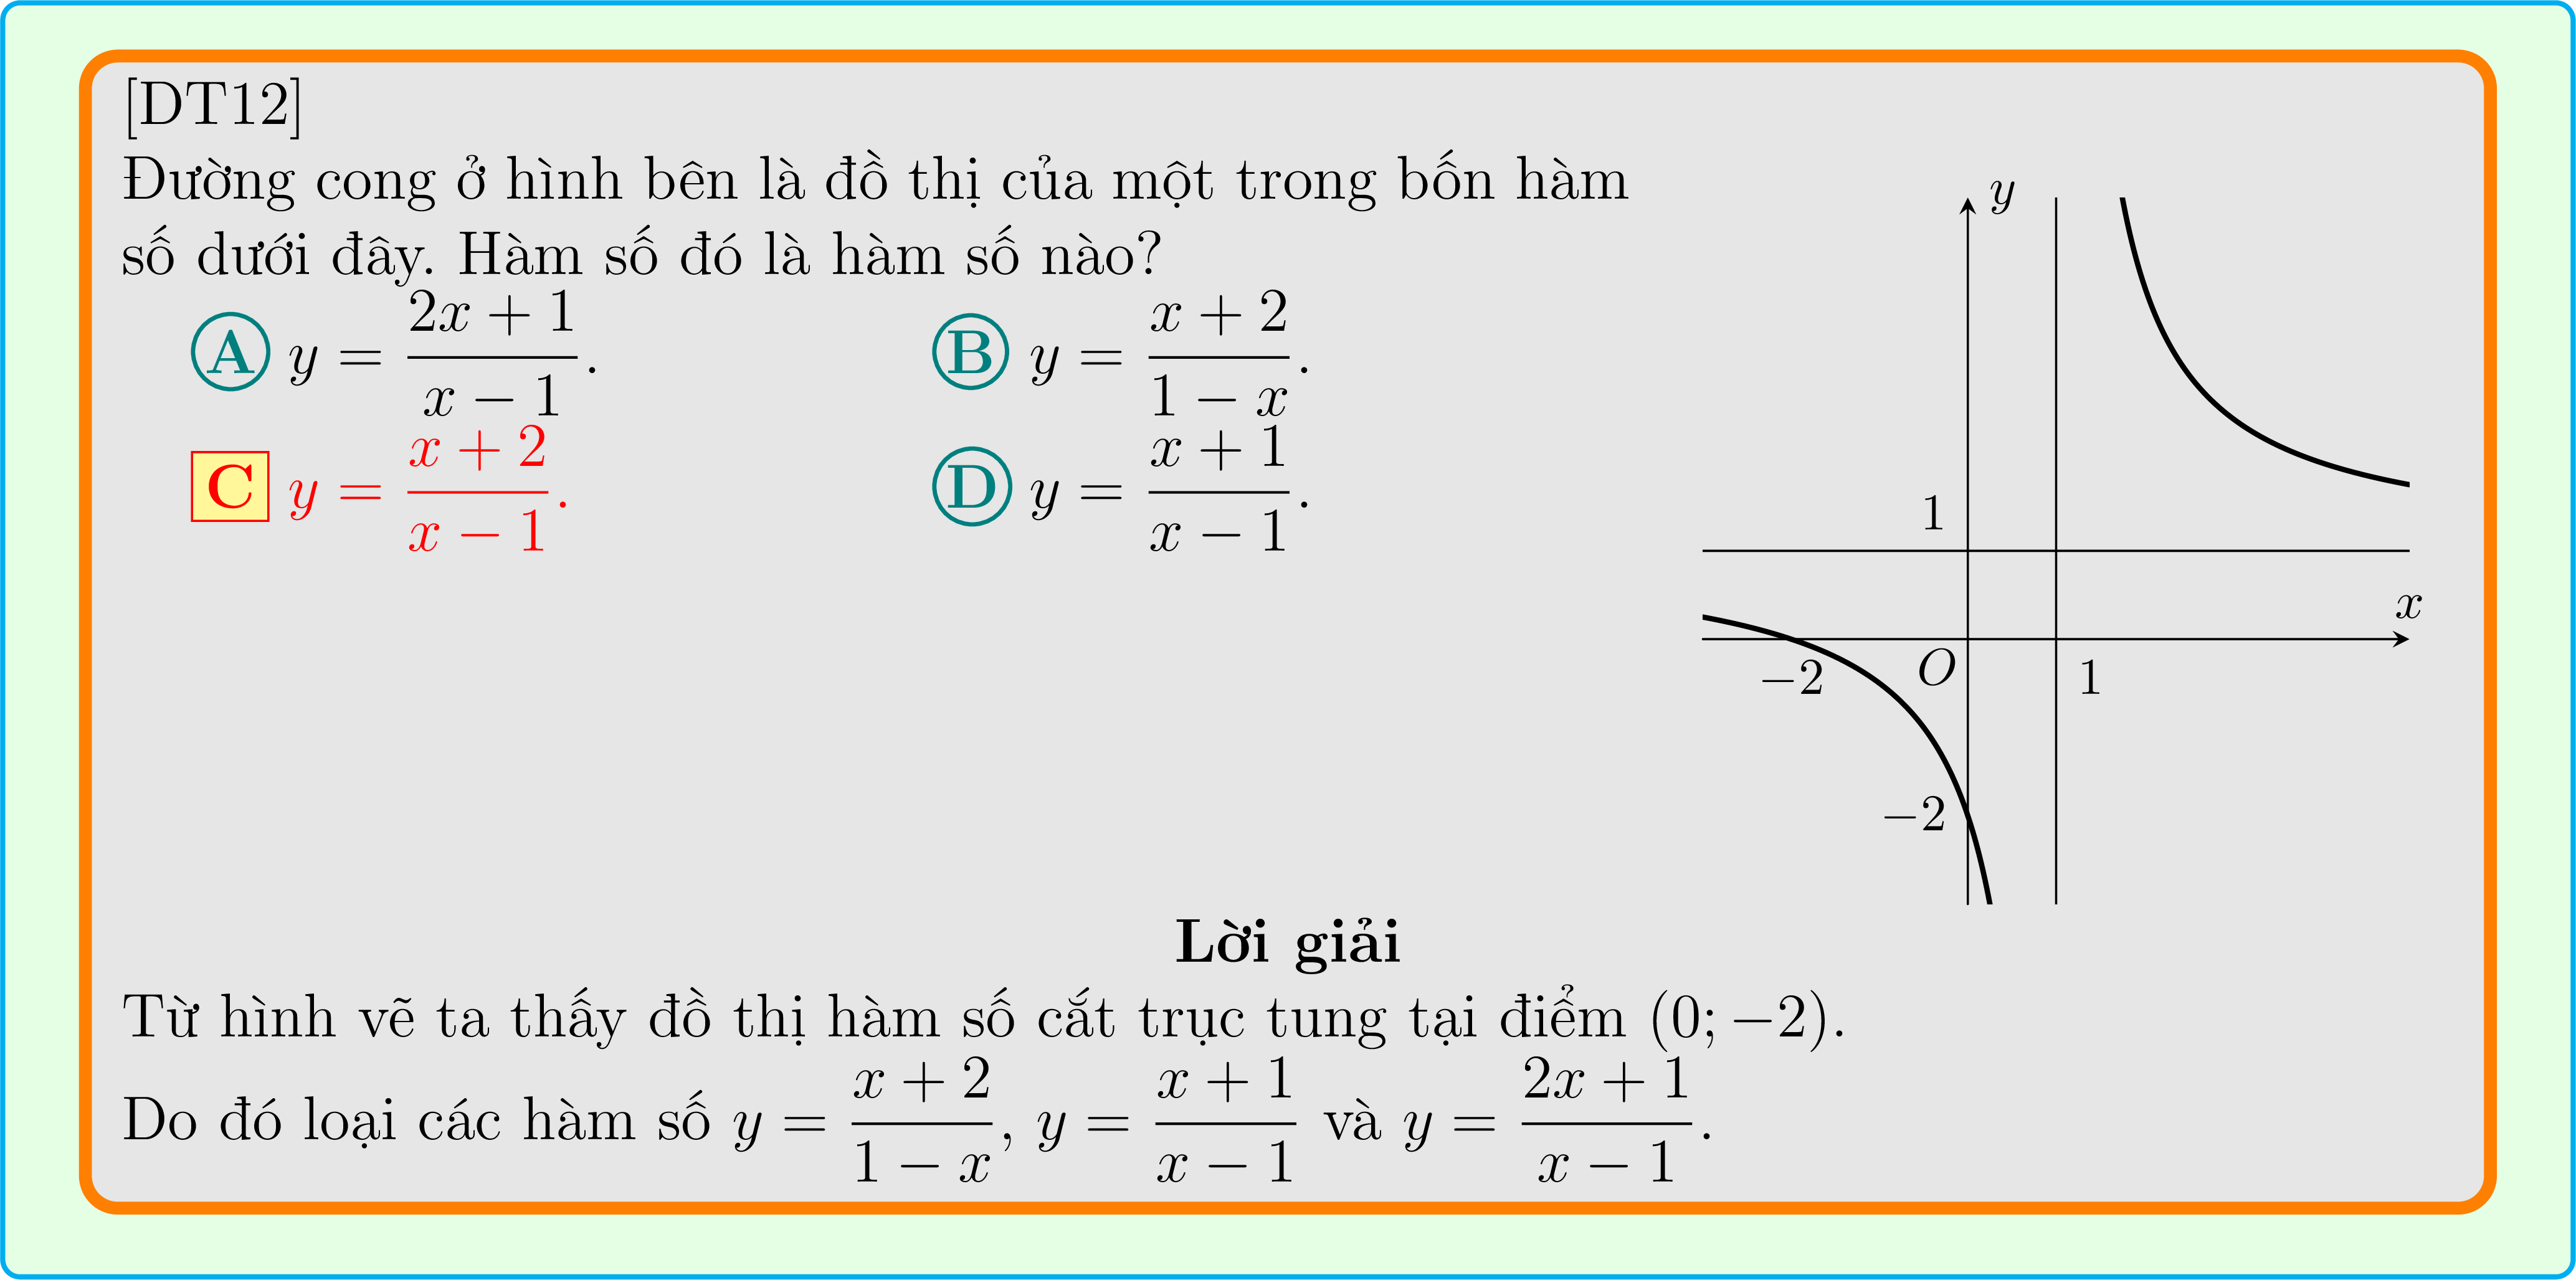 [DT12]
Đường cong ở hình bên là đồ thị của một trong bốn hàm
số dưới đây. Hàm số đó là hàm số nào?
A y = \frac{2x + 1}{x − 1}. B y = \frac{x + 2}{1 − x}.
C y = \frac{x + 2}{x − 1}. D y = \frac{x + 1}{x − 1}.
y
1
x
−2 O 1
−2
Lời giải
Từ hình vẽ ta thấy đồ thị hàm số cắt trục tung tại điểm (0; −2).
Do đó loại các hàm số y = \frac{x + 2}{1 − x}, y = \frac{x + 1}{x − 1} và y = \frac{2x + 1}{x − 1}.